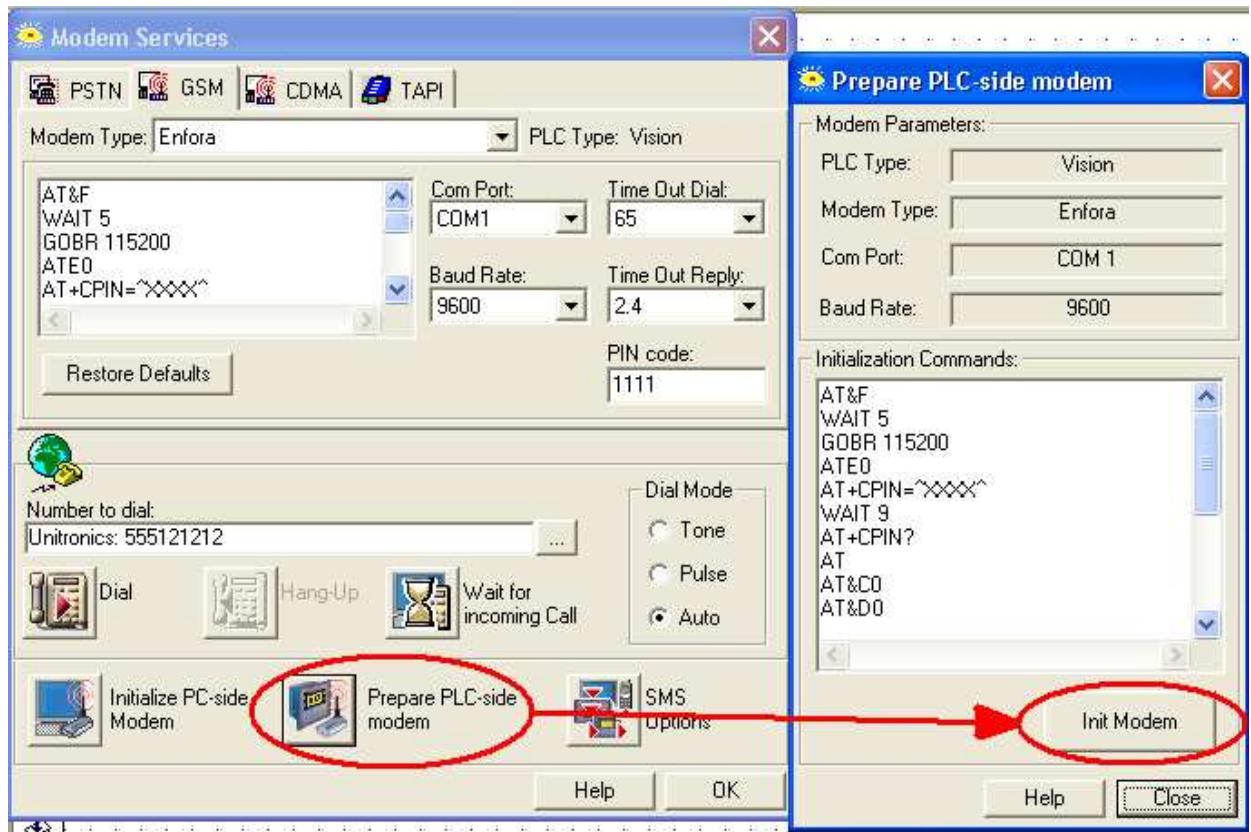 Modem Services
PSTN GSM CDMA TAPI
Modem Type: Enfora PLC Type: Vision
AT&F
WAIT 5
GOBR 115200
ATE0
AT+CPIN=^XXXX^
Com Port:
COM1
Time Out Dial:
65
Baud Rate:
9600
Time Out Reply:
2.4
PIN code:
1111
Restore Defaults
Number to dial:
Unitronics: 555121212
...
Dial
Hang-Up
Wait for
incoming Call
Dial Mode
Tone
Pulse
Auto
Initialize PC-side
Modem
Prepare PLC-side
modem
SMS
Options
Help OK
Prepare PLC-side modem
Modem Parameters:
PLC Type: Vision
Modem Type: Enfora
Com Port: COM 1
Baud Rate: 9600
Initialization Commands:
AT&F
WAIT 5
GOBR 115200
ATE0
AT+CPIN=^XXXX^
WAIT 9
AT+CPIN?
AT
AT&C0
AT&D0
Init Modem
Help Close